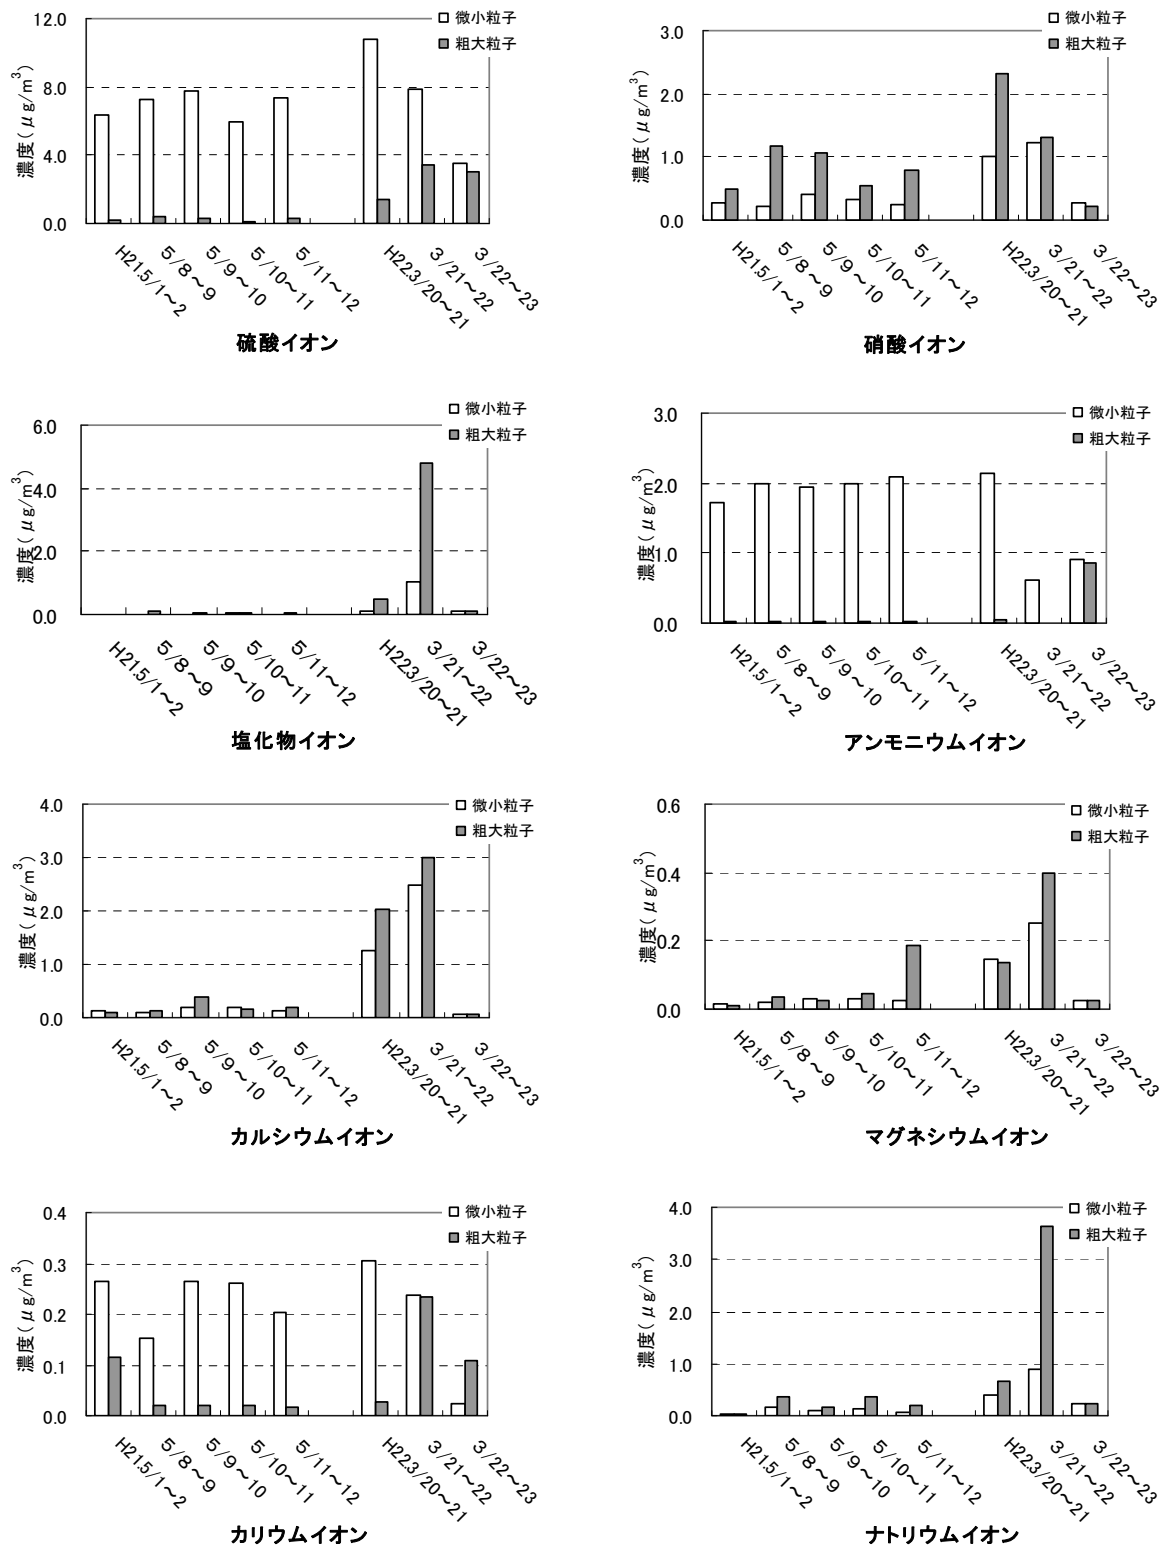 12.0
8.0
4.0
0.0
濃度(μg/m3)
微小粒子
粗大粒子
H21.5/1～2
5/8～9
5/9～10
5/10～11
5/11～12
H22.3/20～21
3/21～22
3/22～23
硫酸イオン
3.0
2.0
1.0
0.0
濃度(μg/m3)
微小粒子
粗大粒子
H21.5/1～2
5/8～9
5/9～10
5/10～11
5/11～12
H22.3/20～21
3/21～22
3/22～23
硝酸イオン
6.0
4.0
2.0
0.0
濃度(μg/m3)
微小粒子
粗大粒子
H21.5/1～2
5/8～9
5/9～10
5/10～11
5/11～12
H22.3/20～21
3/21～22
3/22～23
塩化物イオン
3.0
2.0
1.0
0.0
濃度(μg/m3)
微小粒子
粗大粒子
H21.5/1～2
5/8～9
5/9～10
5/10～11
5/11～12
H22.3/20～21
3/21～22
3/22～23
アンモニウムイオン
4.0
3.0
2.0
1.0
0.0
濃度(μg/m3)
微小粒子
粗大粒子
H21.5/1～2
5/8～9
5/9～10
5/10～11
5/11～12
H22.3/20～21
3/21～22
3/22～23
カルシウムイオン
0.6
0.4
0.2
0.0
濃度(μg/m3)
微小粒子
粗大粒子
H21.5/1～2
5/8～9
5/9～10
5/10～11
5/11～12
H22.3/20～21
3/21～22
3/22～23
マグネシウムイオン
0.4
0.3
0.2
0.1
0.0
濃度(μg/m3)
微小粒子
粗大粒子
H21.5/1～2
5/8～9
5/9～10
5/10～11
5/11～12
H22.3/20～21
3/21～22
3/22～23
カリウムイオン
4.0
3.0
2.0
1.0
0.0
濃度(μg/m3)
微小粒子
粗大粒子
H21.5/1～2
5/8～9
5/9～10
5/10～11
5/11～12
H22.3/20～21
3/21～22
3/22～23
ナトリウムイオン